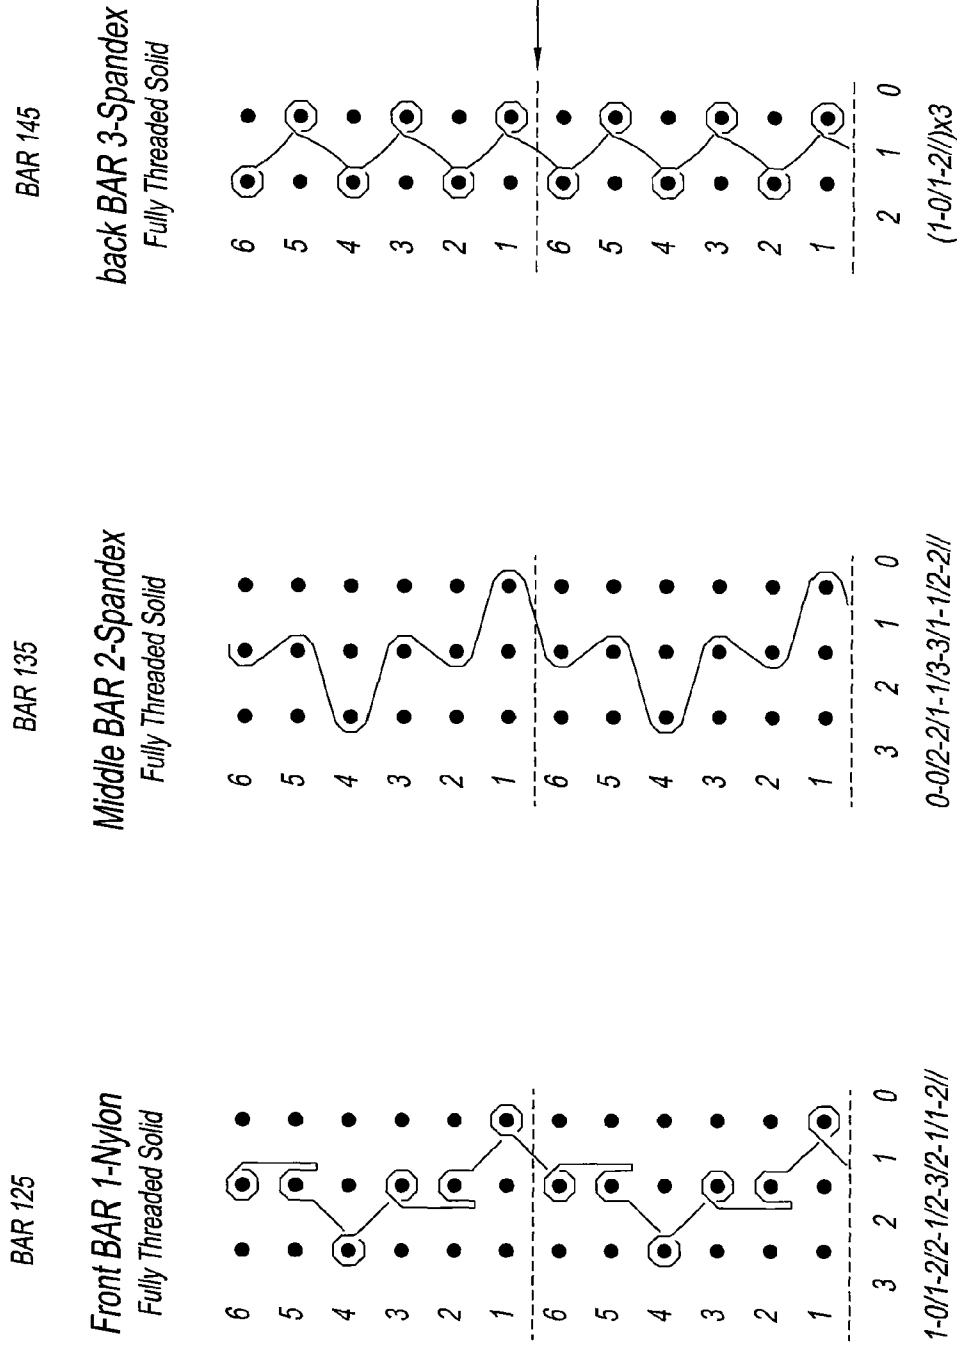 BAR 125
Front BAR 1-Nylon
Fully Threaded Solid
6
5
4
3
2
1
6
5
4
3
2
1
3 2 1 0
1-0/1-2/2-1/2-3/2-1/1-2//
BAR 135
Middle BAR 2-Spandex
Fully Threaded Solid
6
5
4
3
2
1
6
5
4
3
2
1
3 2 1 0
0-0/2-2/1-1/3-3/1-1/2-2//
BAR 145
back BAR 3-Spandex
Fully Threaded Solid
6
5
4
3
2
1
6
5
4
3
2
1
2 1 0
(1-0/1-2//)x3